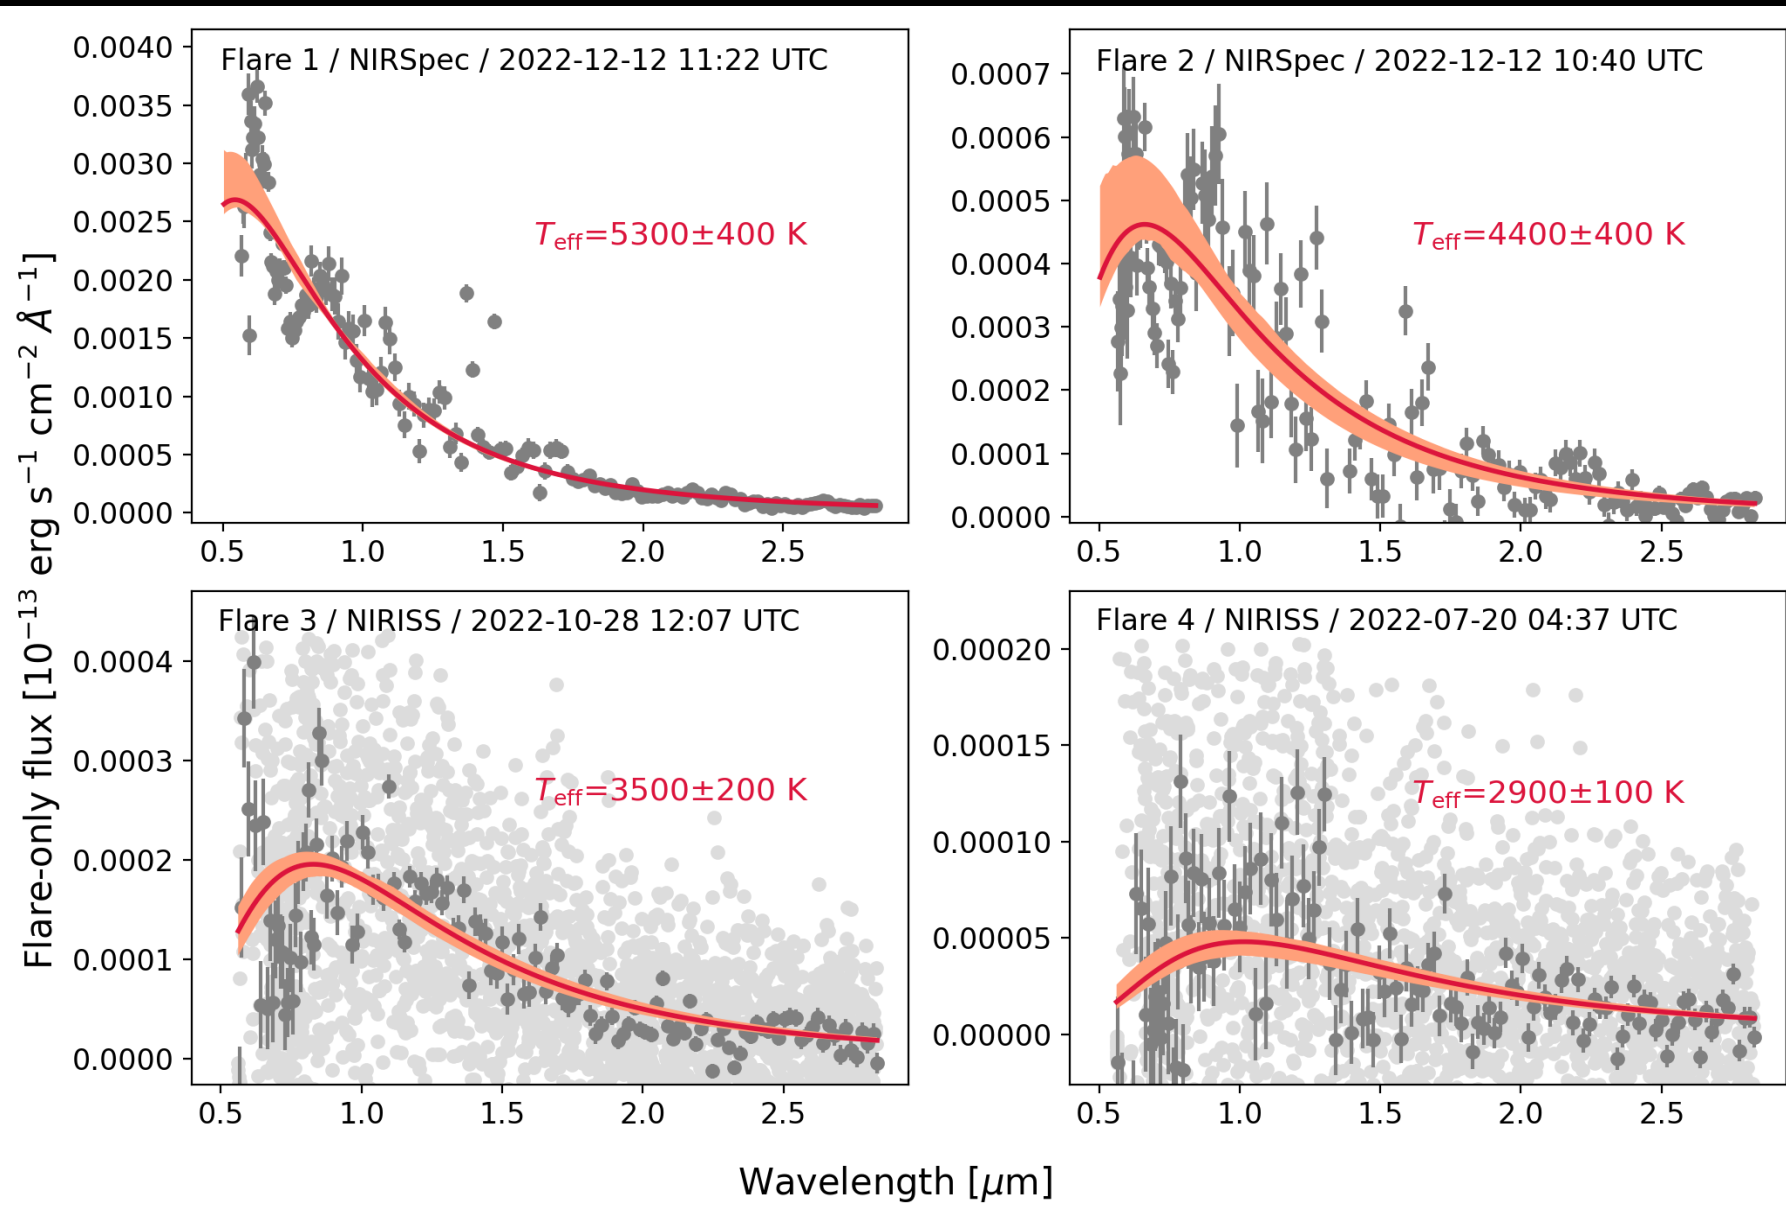 Flare-only flux [10⁻¹³ erg s⁻¹ cm⁻² Å⁻¹]
Flare 1 / NIRSpec / 2022-12-12 11:22 UTC
T_eff=5300±400 K
0.0040
0.0035
0.0030
0.0025
0.0020
0.0015
0.0010
0.0005
0.0000
0.5 1.0 1.5 2.0 2.5
Flare 2 / NIRSpec / 2022-12-12 10:40 UTC
T_eff=4400±400 K
0.0007
0.0006
0.0005
0.0004
0.0003
0.0002
0.0001
0.0000
0.5 1.0 1.5 2.0 2.5
Flare 3 / NIRISS / 2022-10-28 12:07 UTC
T_eff=3500±200 K
0.0004
0.0003
0.0002
0.0001
0.0000
0.5 1.0 1.5 2.0 2.5
Flare 4 / NIRISS / 2022-07-20 04:37 UTC
T_eff=2900±100 K
0.00020
0.00015
0.00010
0.00005
0.00000
0.5 1.0 1.5 2.0 2.5
Wavelength [μm]